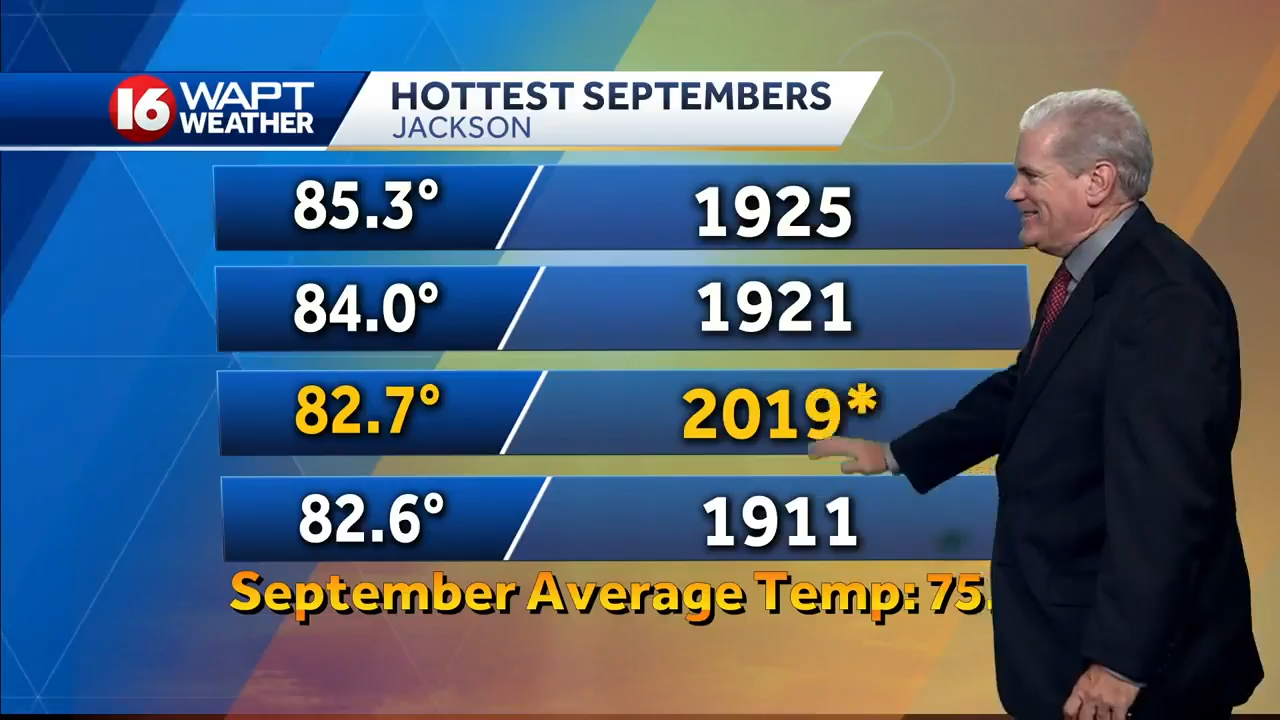 16 WAPT WEATHER
HOTTEST SEPTEMBERS
JACKSON
85.3° 1925
84.0° 1921
82.7° 2019*
82.6° 1911
September Average Temp: 75.